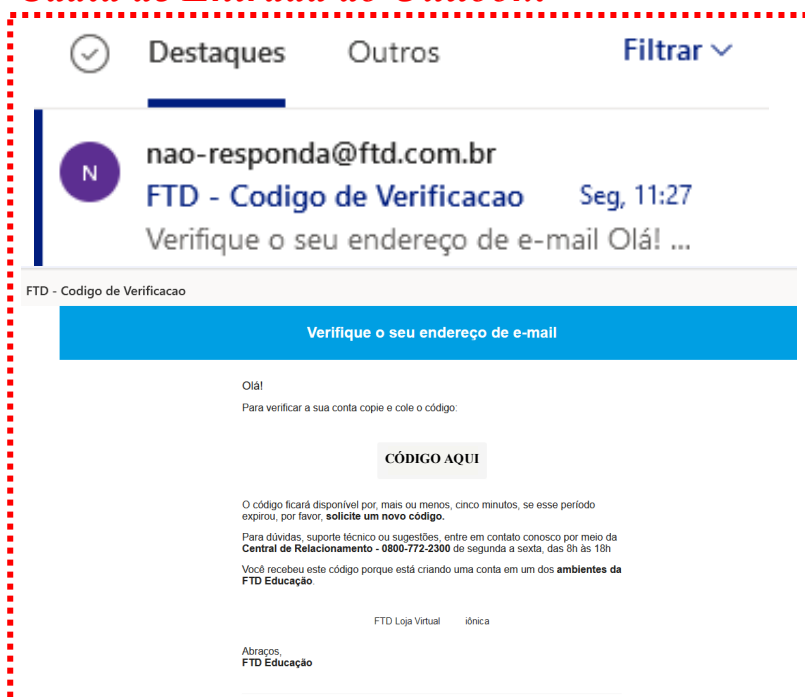 Destaques Outros Filtrar
N
nao-responda@ftd.com.br
FTD - Codigo de Verificacao Seg, 11:27
Verifique o seu endereço de e-mail Olá! ...
FTD - Codigo de Verificacao
Verifique o seu endereço de e-mail
Olá!
Para verificar a sua conta copie e cole o código:
CÓDIGO AQUI
O código ficará disponível por, mais ou menos, cinco minutos, se esse período
expirou, por favor, solicite um novo código.
Para dúvidas, suporte técnico ou sugestões, entre em contato conosco por meio da
Central de Relacionamento - 0800-772-2300 de segunda a sexta, das 8h às 18h
Você recebeu este código porque está criando uma conta em um dos ambientes da
FTD Educação.
FTD Loja Virtual iônica
Abraços,
FTD Educação